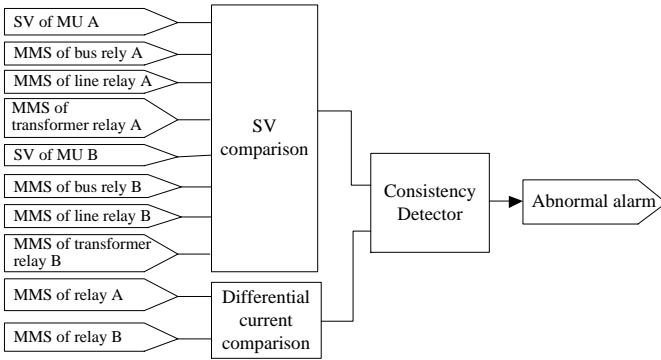 SV of MU A
MMS of bus rely A
MMS of line relay A
MMS of
transformer relay A
SV of MU B
MMS of bus rely B
MMS of line relay B
MMS of transformer
relay B
MMS of relay A
MMS of relay B
SV
comparison
Differential
current
comparison
Consistency
Detector
Abnormal alarm